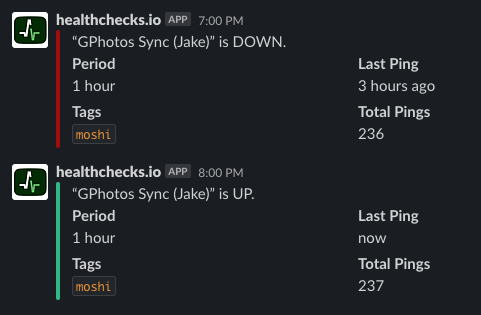 healthchecks.io APP 7:00 PM
“GPhotos Sync (Jake)” is DOWN.
Period Last Ping
1 hour 3 hours ago
Tags Total Pings
moshi 236
healthchecks.io APP 8:00 PM
“GPhotos Sync (Jake)” is UP.
Period Last Ping
1 hour now
Tags Total Pings
moshi 237